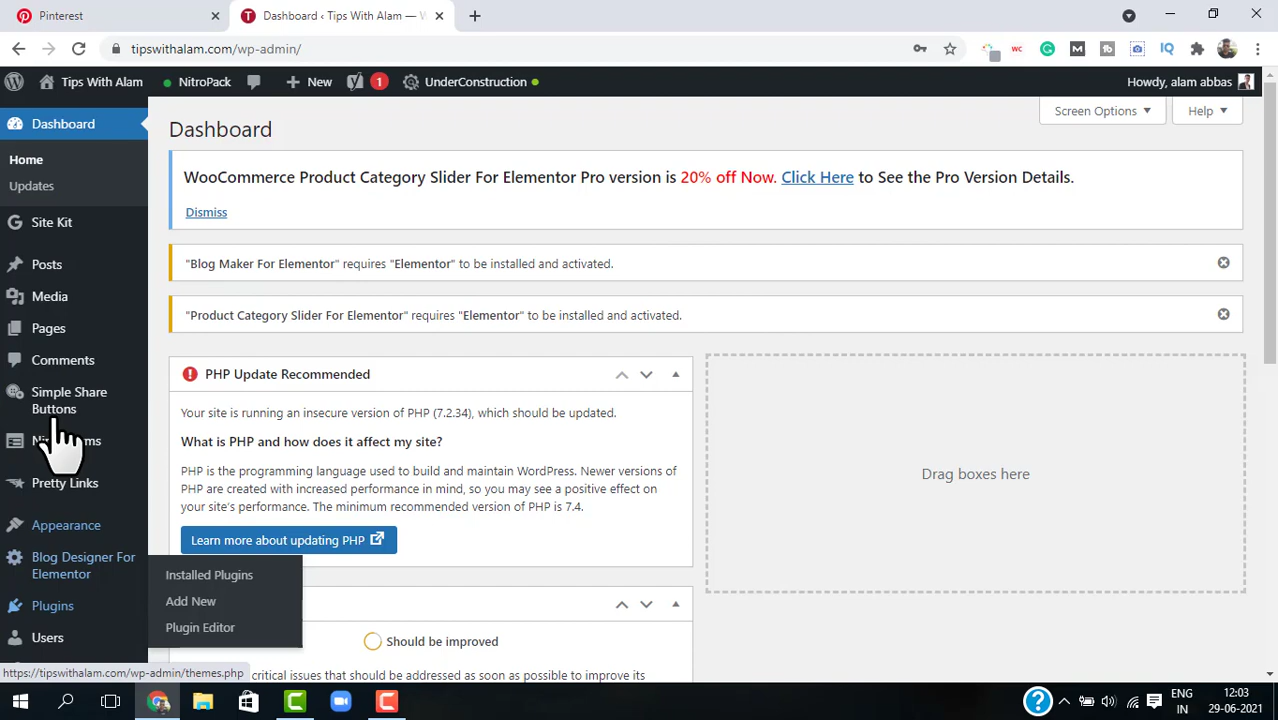 Pinterest
Dashboard ‹ Tips With Alam — W
tipswithalam.com/wp-admin/
Tips With Alam
NitroPack
New
1
UnderConstruction
Howdy, alam abbas
Dashboard
Home
Updates
Site Kit
Posts
Media
Pages
Comments
Simple Share
Buttons
Pretty Links
Appearance
Blog Designer For
Elementor
Plugins
Users
Installed Plugins
Add New
Plugin Editor
Screen Options
Help
Dashboard
WooCommerce Product Category Slider For Elementor Pro version is 20% off Now. Click Here to See the Pro Version Details.
Dismiss
"Blog Maker For Elementor" requires "Elementor" to be installed and activated.
"Product Category Slider For Elementor" requires "Elementor" to be installed and activated.
PHP Update Recommended
Your site is running an insecure version of PHP (7.2.34), which should be updated.
What is PHP and how does it affect my site?
PHP is the programming language used to build and maintain WordPress. Newer versions of
PHP are created with increased performance in mind, so you may see a positive effect on
your site's performance. The minimum recommended version of PHP is 7.4.
Learn more about updating PHP
Drag boxes here
Should be improved
critical issues that should be addressed as soon as possible to improve its
https://tipswithalam.com/wp-admin/themes.php
ENG
IN
12:03
29-06-2021